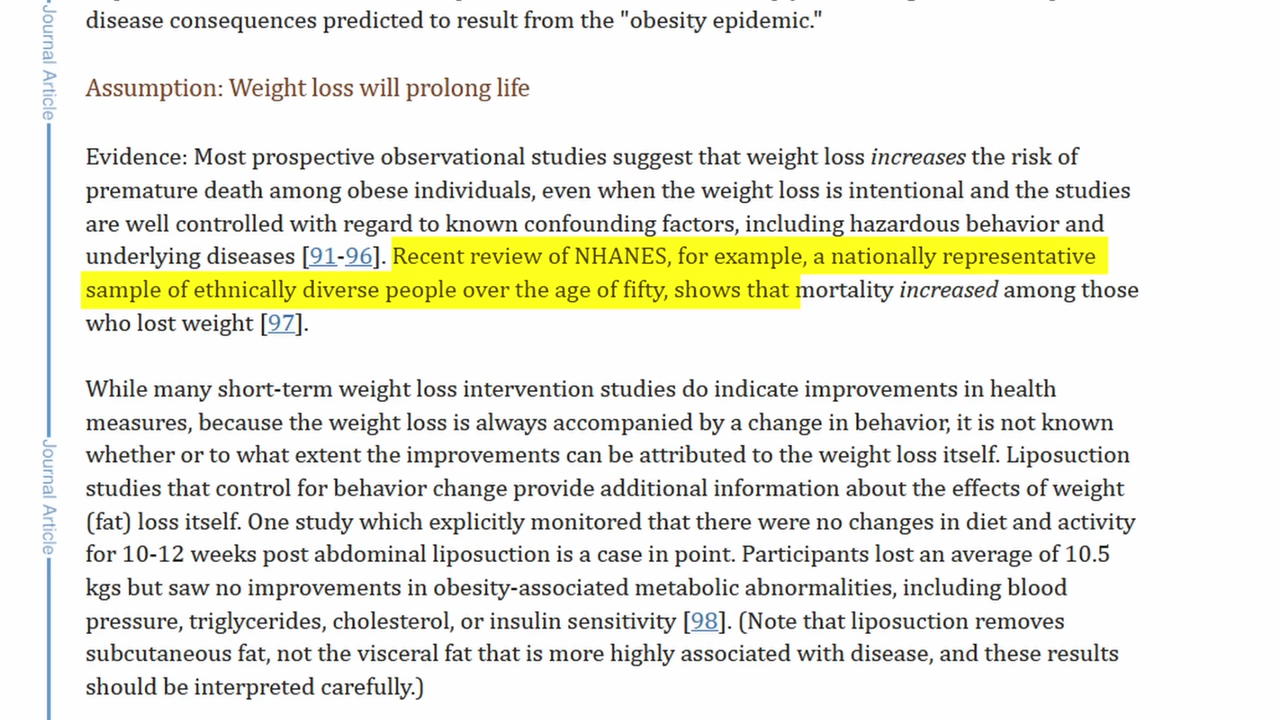 disease consequences predicted to result from the "obesity epidemic."
Assumption: Weight loss will prolong life
Evidence: Most prospective observational studies suggest that weight loss increases the risk of
premature death among obese individuals, even when the weight loss is intentional and the studies
are well controlled with regard to known confounding factors, including hazardous behavior and
underlying diseases [91-96]. Recent review of NHANES, for example, a nationally representative
sample of ethnically diverse people over the age of fifty, shows that mortality increased among those
who lost weight [97].
While many short-term weight loss intervention studies do indicate improvements in health
measures, because the weight loss is always accompanied by a change in behavior, it is not known
whether or to what extent the improvements can be attributed to the weight loss itself. Liposuction
studies that control for behavior change provide additional information about the effects of weight
(fat) loss itself. One study which explicitly monitored that there were no changes in diet and activity
for 10-12 weeks post abdominal liposuction is a case in point. Participants lost an average of 10.5
kgs but saw no improvements in obesity-associated metabolic abnormalities, including blood
pressure, triglycerides, cholesterol, or insulin sensitivity [98]. (Note that liposuction removes
subcutaneous fat, not the visceral fat that is more highly associated with disease, and these results
should be interpreted carefully.)
Journal Article
Journal Article